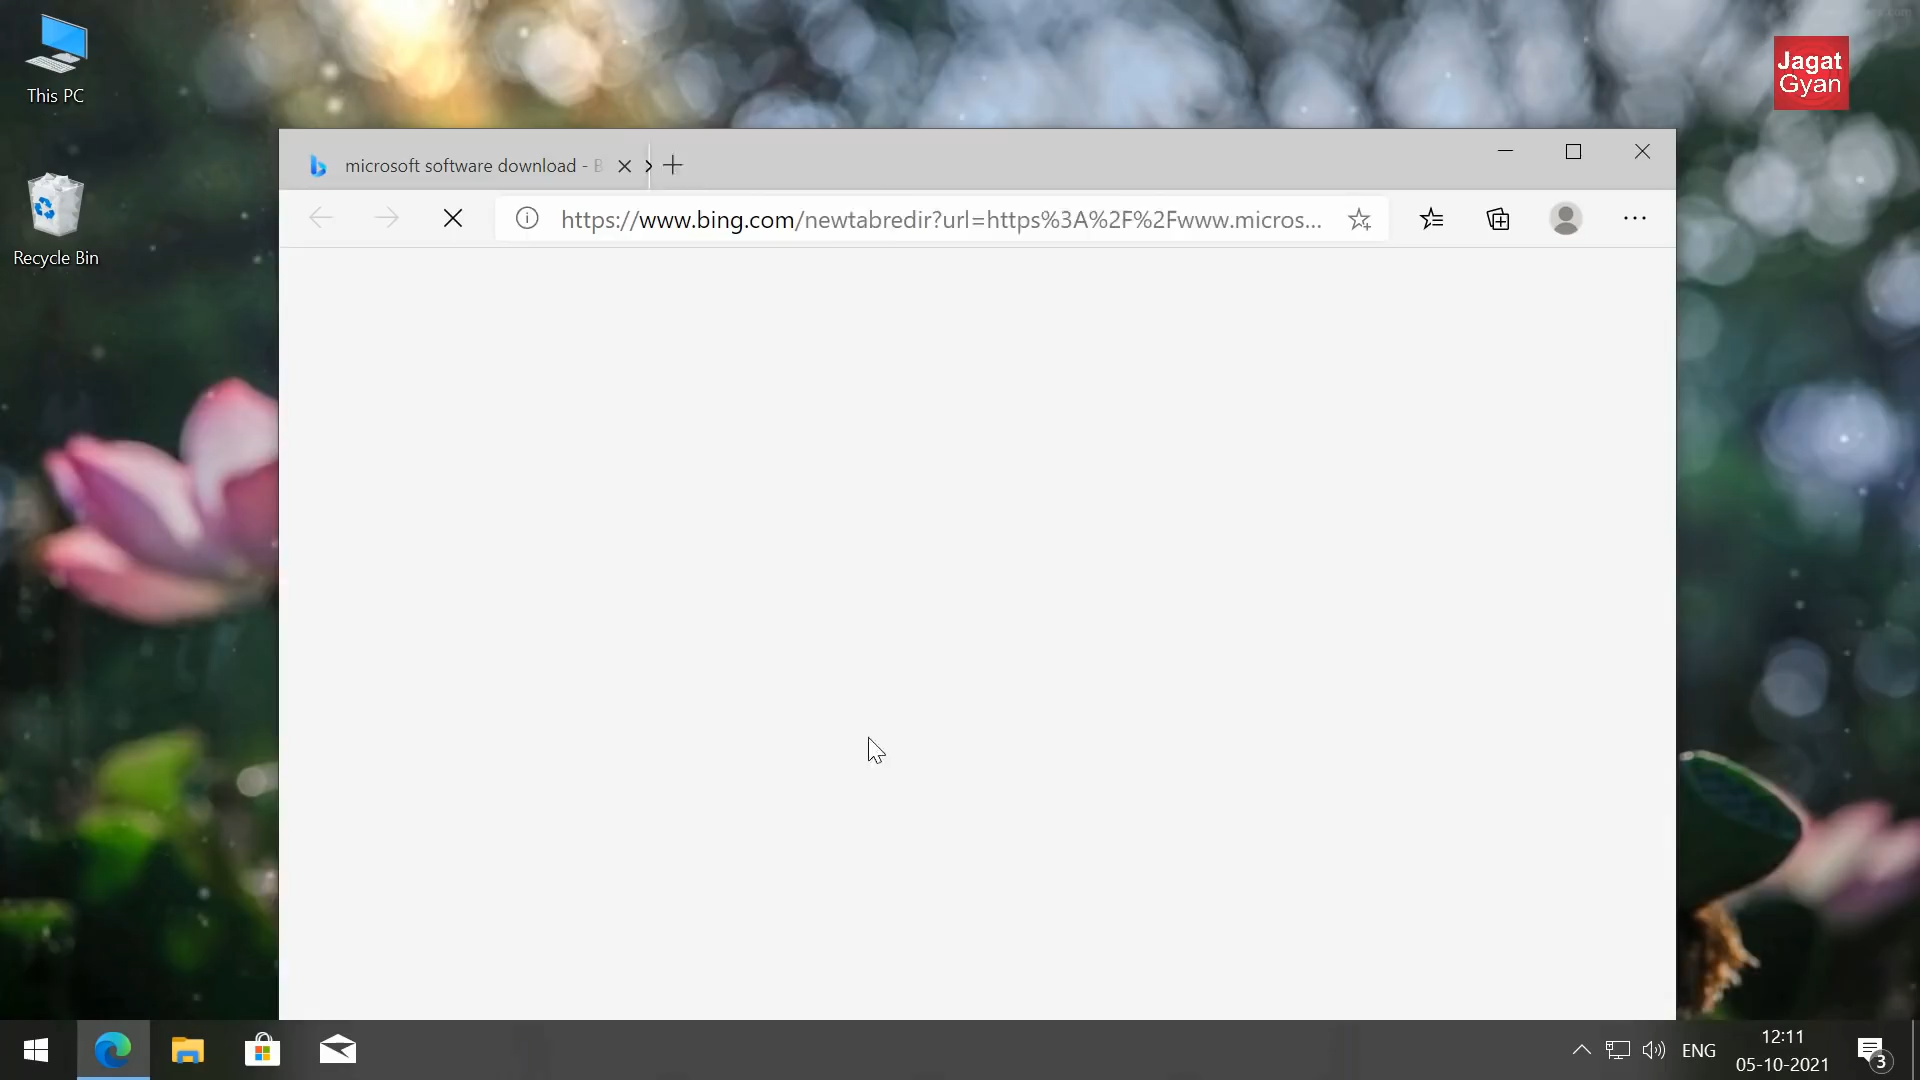 This PC
Recycle Bin
Jagat
Gyan
microsoft software download - B
https://www.bing.com/newtabredir?url=https%3A%2F%2Fwww.micros...
ENG
12:11
05-10-2021
3